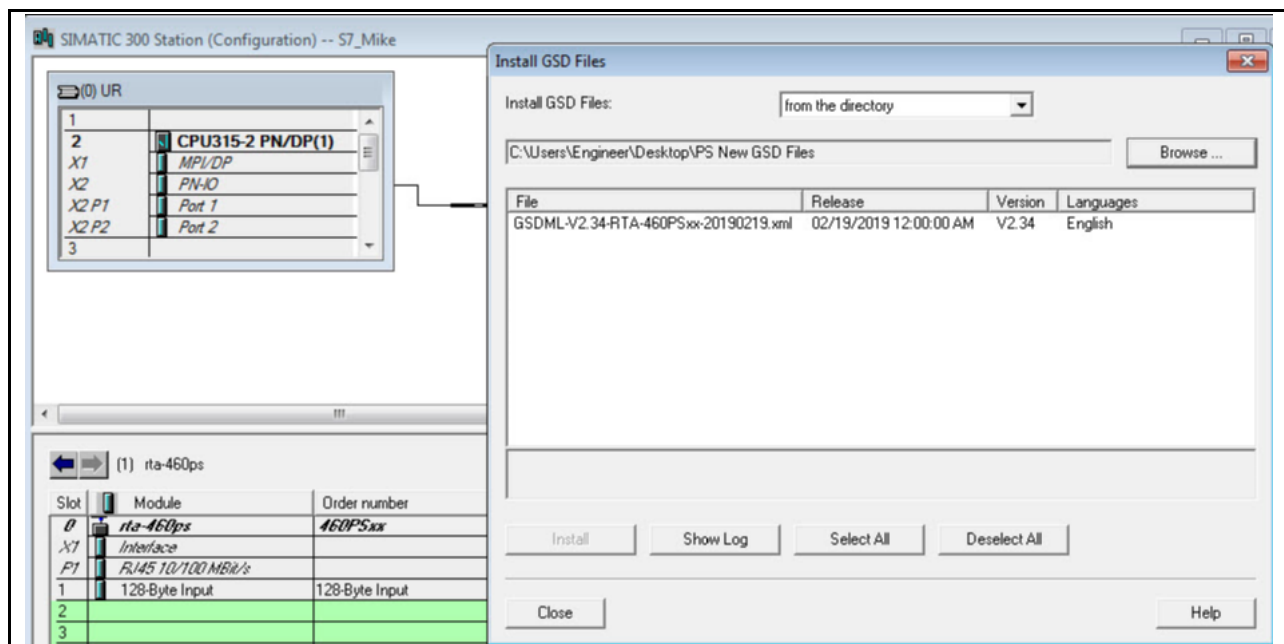 SIMATIC 300 Station (Configuration) -- S7_Mike
(0) UR
1
2 CPU315-2 PN/DP(1)
X1 MPI/DP
X2 PN-IO
X2 P1 Port 1
X2 P2 Port 2
3
Install GSD Files
Install GSD Files: from the directory
C:\Users\Engineer\Desktop\PS New GSD Files Browse ...
File Release Version Languages
GSDML-V2.34-RTA-460PSxx-20190219.xml 02/19/2019 12:00:00 AM V2.34 English
Install Show Log Select All Deselect All
Close Help
(1) rta-460ps
Slot Module Order number
0 rta-460ps 460PSxx
X1 Interface
P1 RJ45 10/100 MBit/s
1 128-Byte Input 128-Byte Input
2
3